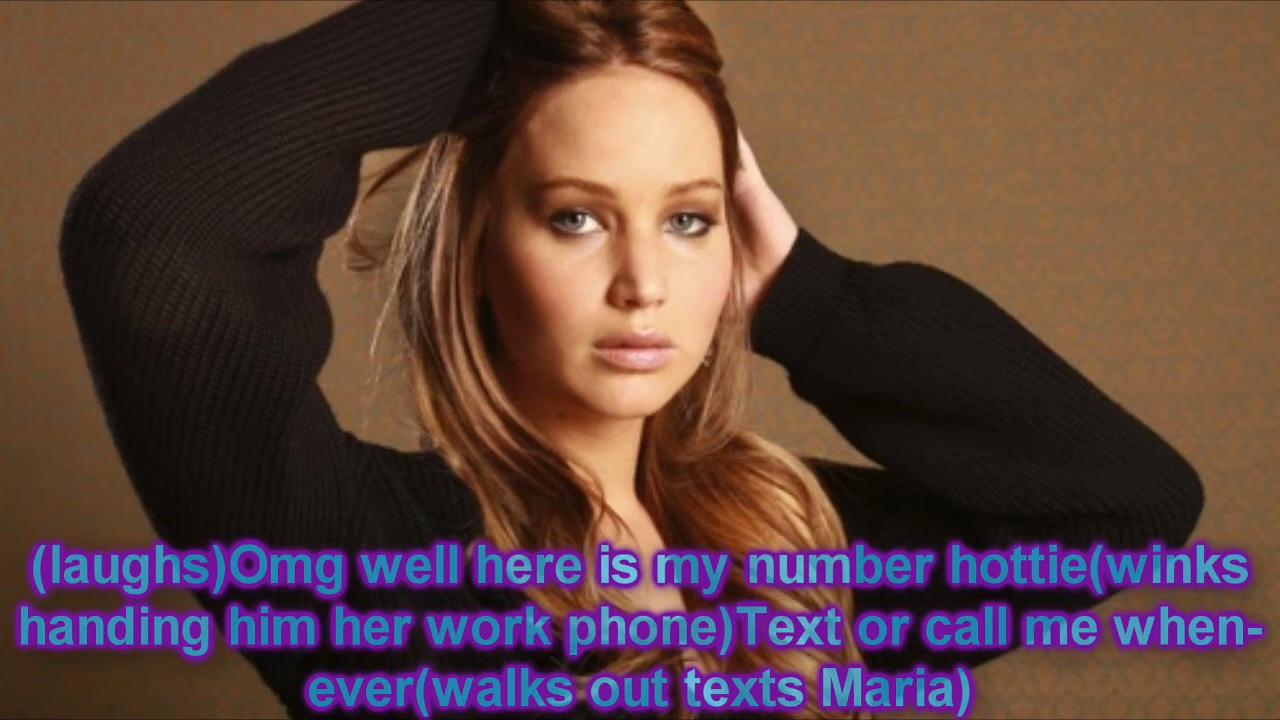 (laughs)Omg well here is my number hottie(winks
handing him her work phone)Text or call me when-
ever(walks out texts Maria)